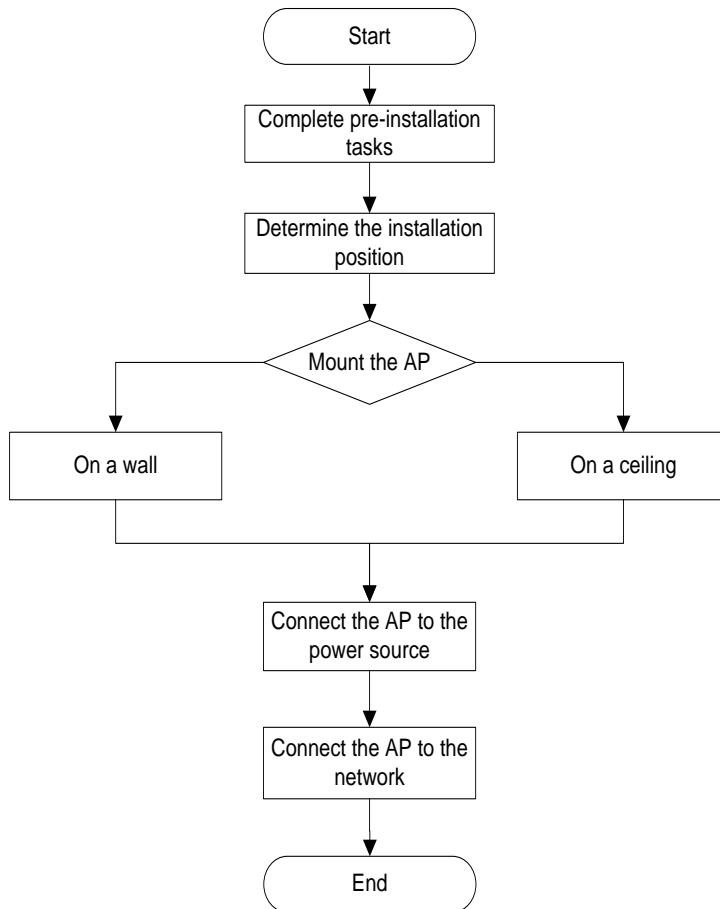 Start
Complete pre-installation
tasks
Determine the installation
position
Mount the AP
On a wall
On a ceiling
Connect the AP to the
power source
Connect the AP to the
network
End